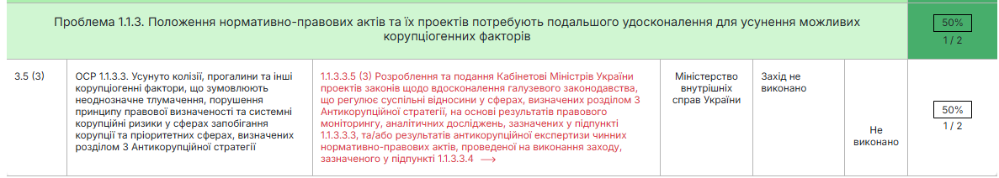 Проблема 1.1.3. Положення нормативно-правових актів та їх проектів потребують подальшого удосконалення для усунення можливих
корупціогенних факторів
50%
1 / 2
3.5 (3)
ОСР 1.1.3.3. Усунуто колізії, прогалини та інші
корупціогенні фактори, що зумовлюють
неоднозначне тлумачення, порушення
принципу правової визначеності та системні
корупційні ризики у сферах запобігання
корупції та пріоритетних сферах, визначених
розділом 3 Антикорупційної стратегії
1.1.3.3.5 (3) Розроблення та подання Кабінетові Міністрів України
проектів законів щодо вдосконалення галузевого законодавства,
що регулює суспільні відносини у сферах, визначених розділом 3
Антикорупційної стратегії, на основі результатів правового
моніторингу, аналітичних досліджень, зазначених у підпункті
1.1.3.3.3, та/або результатів антикорупційної експертизи чинних
нормативно-правових актів, проведеної на виконання заходу,
зазначеного у підпункті 1.1.3.3.4 →
Міністерство
внутрішніх
справ України
Захід не
виконано
Не
виконано
50%
1 / 2